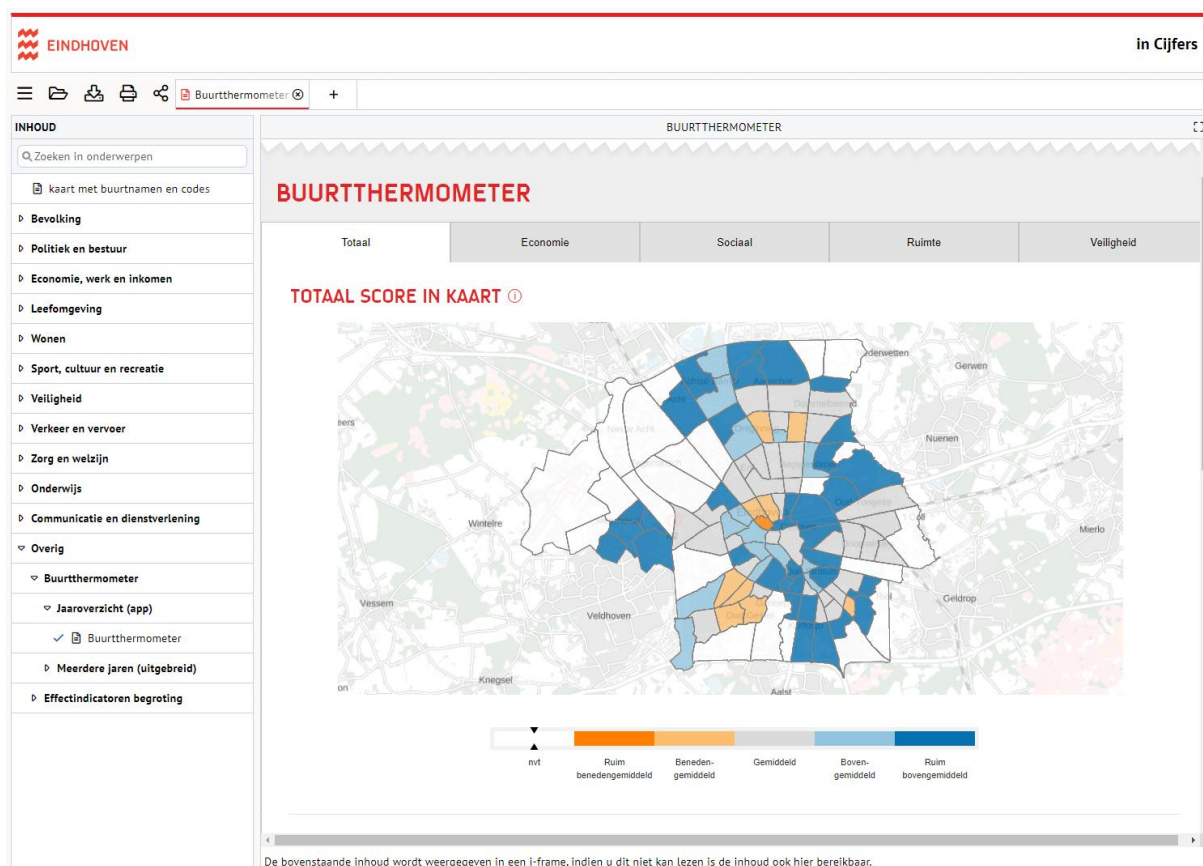 EINDHOVEN
in Cijfers
Buurtthermometer
+
INHOUD
BUURTTHERMOMETER
Zoeken in onderwerpen
kaart met buurtnamen en codes
Bevolking
Politiek en bestuur
Economie, werk en inkomen
Leefomgeving
Wonen
Sport, cultuur en recreatie
Veiligheid
Verkeer en vervoer
Zorg en welzijn
Onderwijs
Communicatie en dienstverlening
Overig
Buurtthermometer
Jaaroverzicht (app)
Buurtthermometer
Meerdere jaren (uitgebreid)
Effectindicatoren begroting
BUURTTHERMOMETER
Totaal
Economie
Sociaal
Ruimte
Veiligheid
TOTAAL SCORE IN KAART
Gerwen
Nuenen
Wintelre
Mierlo
Vessem
Veldhoven
Geldrop
Knegsel
Aalst
nvt
Ruim benedengemiddeld
Beneden-gemiddeld
Gemiddeld
Boven-gemiddeld
Ruim bovengemiddeld
De bovenstaande inhoud wordt weergegeven in een i-frame, indien u dit niet kan lezen is de inhoud ook hier bereikbaar.